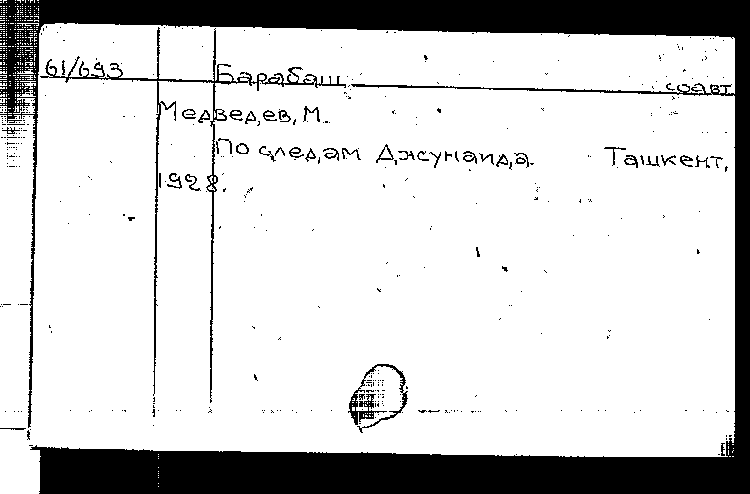 61/693 Барабаш, соавт
Медведев, М.
По следам Джунаида. Ташкент,
1928.